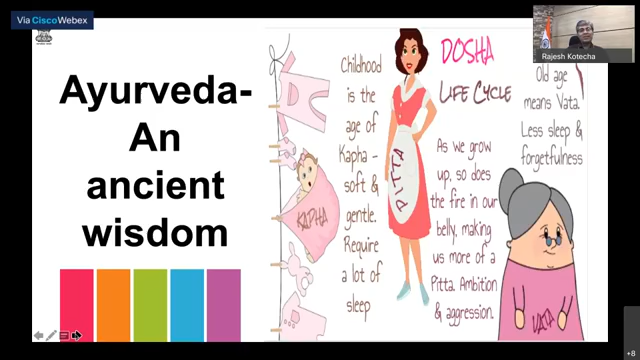 Via Cisco Webex
Rajesh Kotecha
Ayurveda-
An
ancient
wisdom
DOSHA
LIFE CYCLE
Childhood
is the
age of
Kapha -
soft &
gentle.
Require
a lot of
sleep
KAPHA
PITTA
As we grow
up, so does
the fire in our
belly, making
us more of a
Pitta. Ambition
& aggression.
Old age
means Vata.
Less sleep &
forgetfulness
VATA
+8